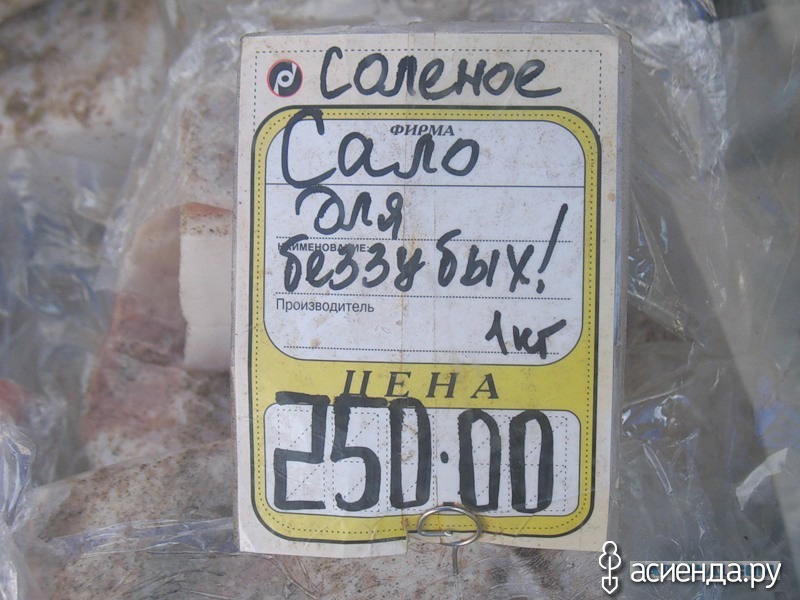 Соленое
ФИРМА
Сало
для
НАИМЕНОВАНИЕ:
беззубых!
Производитель
1кг
ЦЕНА
250.00
асиенда.ру